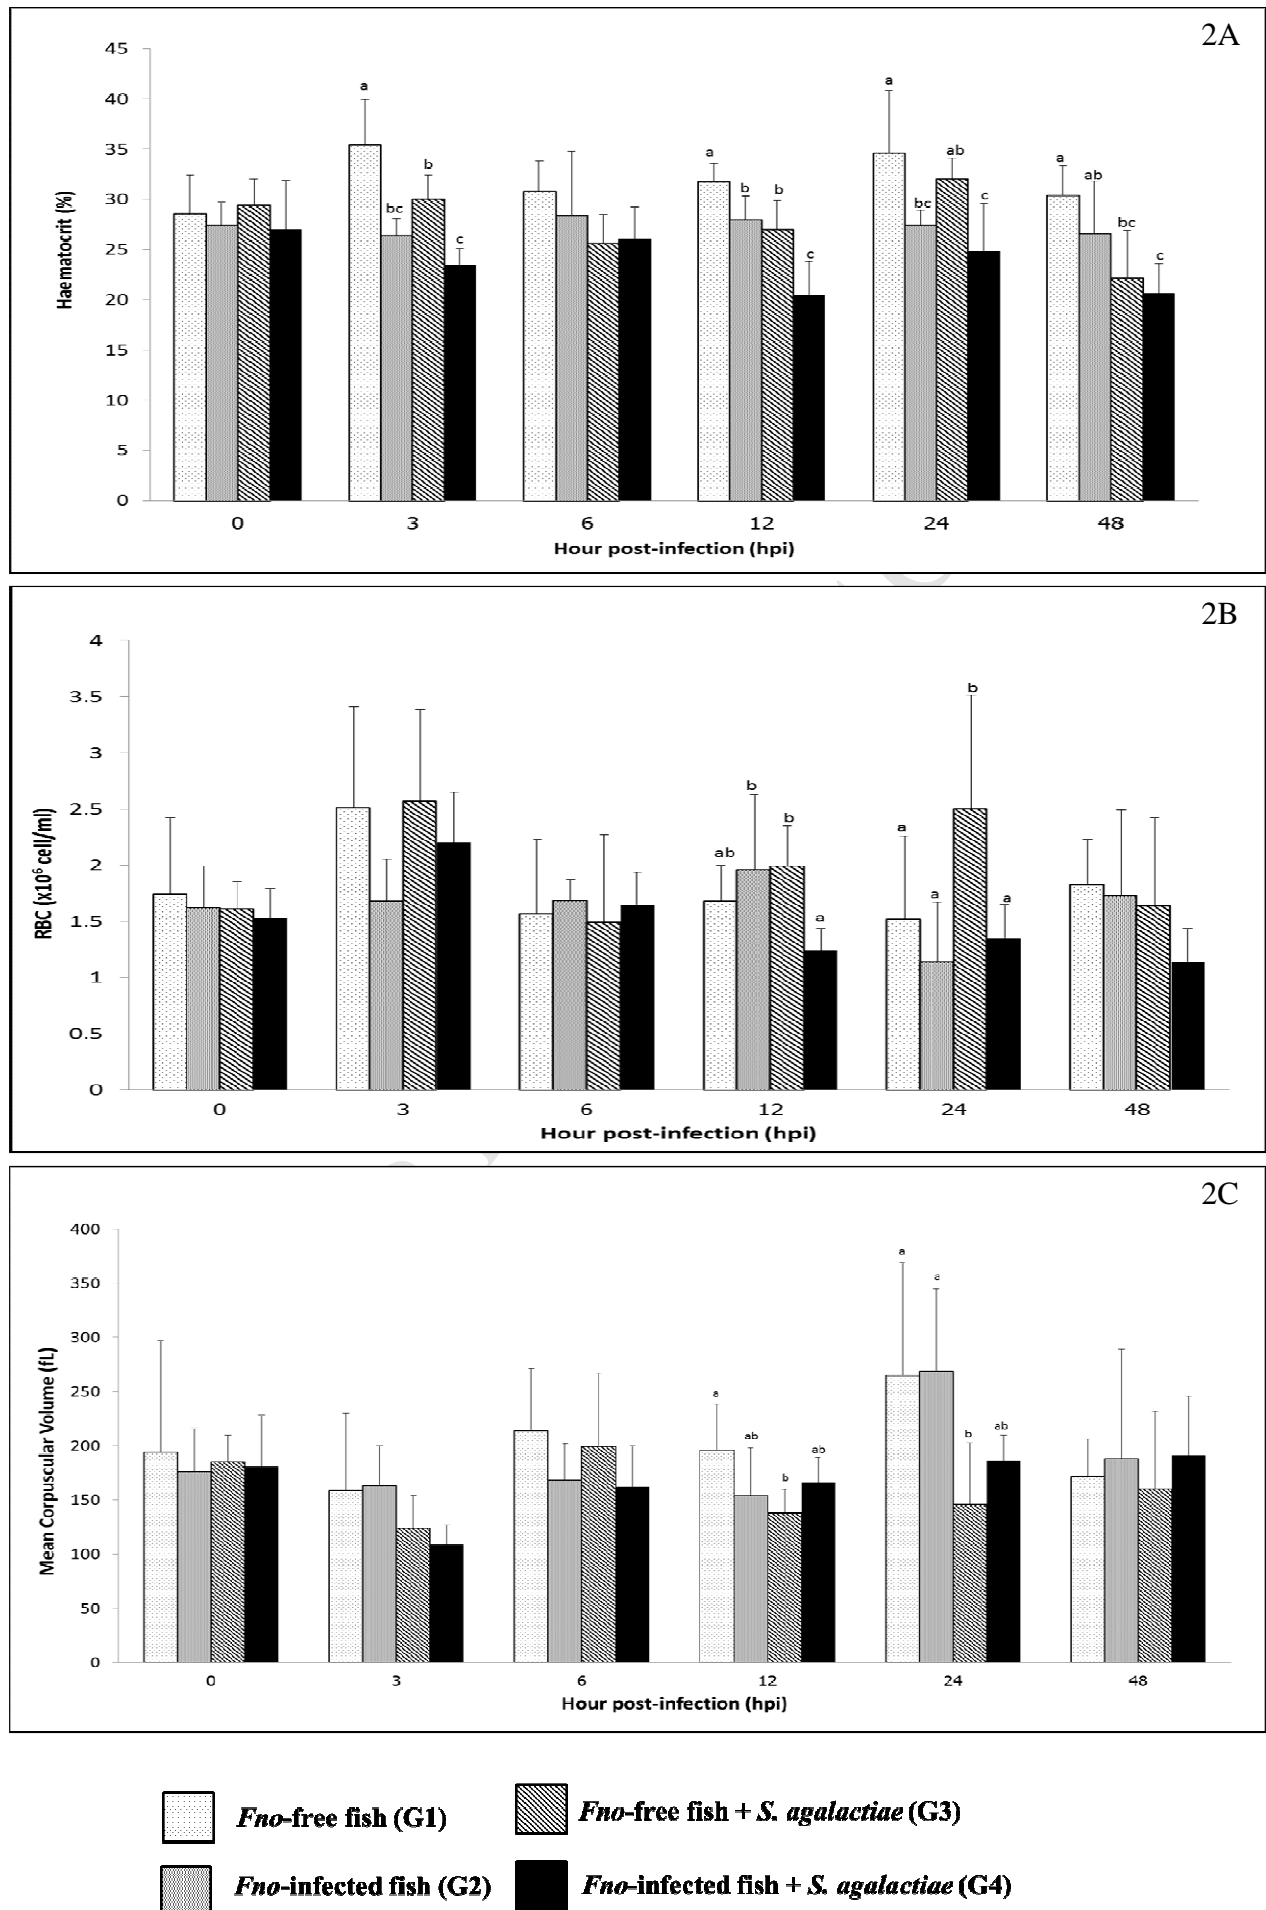 2A
Haematocrit (%)
45
40
35
30
25
20
15
10
5
0
a
bc
b
c
a
b
b
c
a
bc
ab
c
a
ab
bc
c
0 3 6 12 24 48
Hour post-infection (hpi)
2B
RBC (x10⁶ cell/ml)
4
3.5
3
2.5
2
1.5
1
0.5
0
ab
b
b
a
a
a
b
a
0 3 6 12 24 48
Hour post-infection (hpi)
2C
Mean Corpuscular Volume (fL)
400
350
300
250
200
150
100
50
0
a
ab
b
ab
a
a
b
ab
0 3 6 12 24 48
Hour post-infection (hpi)
Fno-free fish (G1)
Fno-free fish + S. agalactiae (G3)
Fno-infected fish (G2)
Fno-infected fish + S. agalactiae (G4)